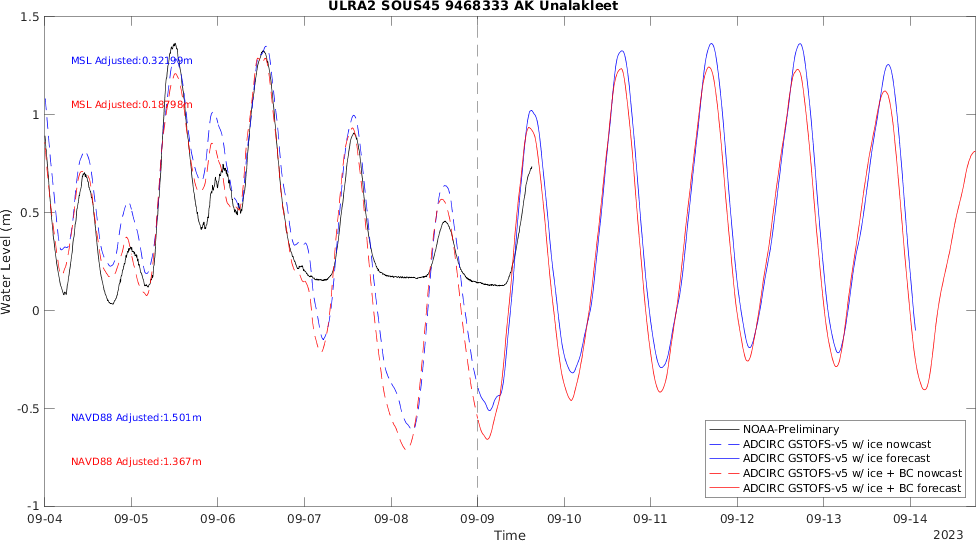 ULRA2 SOUS45 9468333 AK Unalakleet
1.5
MSL Adjusted:0.32199m
MSL Adjusted:0.18798m
1
0.5
0
-0.5
-1
Water Level (m)
NAVD88 Adjusted:1.501m
NAVD88 Adjusted:1.367m
NOAA-Preliminary
ADCIRC GSTOFS-v5 w/ ice nowcast
ADCIRC GSTOFS-v5 w/ ice forecast
ADCIRC GSTOFS-v5 w/ ice + BC nowcast
ADCIRC GSTOFS-v5 w/ ice + BC forecast
09-04 09-05 09-06 09-07 09-08 09-09 09-10 09-11 09-12 09-13 09-14
Time
2023